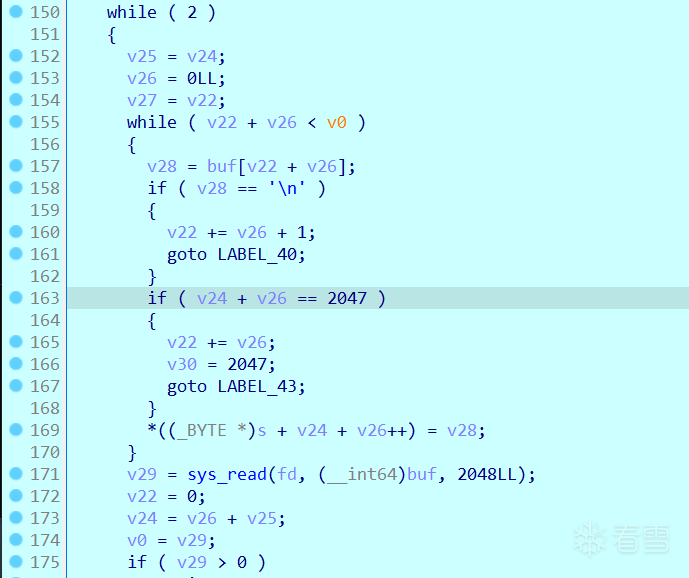 150 while ( 2 )
151 {
152 v25 = v24;
153 v26 = 0LL;
154 v27 = v22;
155 while ( v22 + v26 < v0 )
156 {
157 v28 = buf[v22 + v26];
158 if ( v28 == '\n' )
159 {
160 v22 += v26 + 1;
161 goto LABEL_40;
162 }
163 if ( v24 + v26 == 2047 )
164 {
165 v22 += v26;
166 v30 = 2047;
167 goto LABEL_43;
168 }
169 *((_BYTE *)s + v24 + v26++) = v28;
170 }
171 v29 = sys_read(fd, (__int64)buf, 2048LL);
172 v22 = 0;
173 v24 = v26 + v25;
174 v0 = v29;
175 if ( v29 > 0 )
看雪